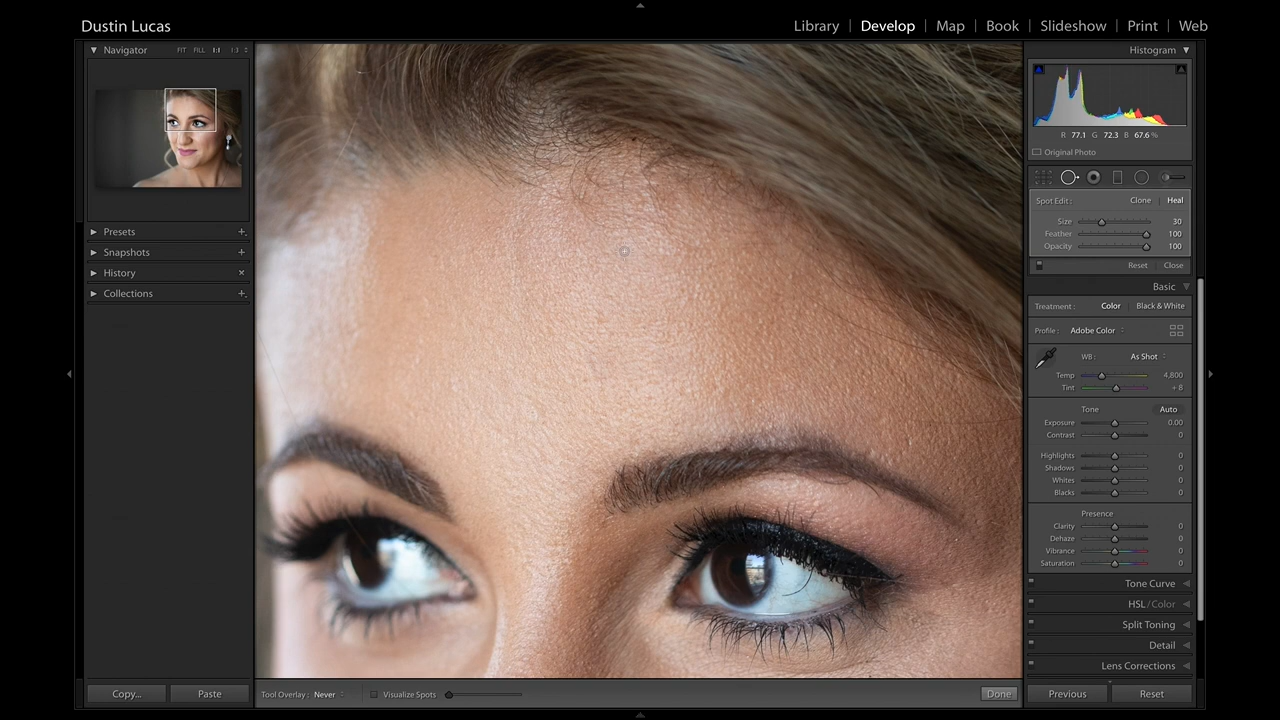 Dustin Lucas
Library | Develop | Map | Book | Slideshow | Print | Web
Navigator FIT FILL 1:1 1:3
Presets
Snapshots
History
Collections
Copy... Paste
Tool Overlay : Never Visualize Spots Done
Histogram
R 77.1 G 72.3 B 67.6 %
Original Photo
Spot Edit : Clone | Heal
Size 30
Feather 100
Opacity 100
Reset | Close
Basic
Treatment : Color | Black & White
Profile : Adobe Color
WB : As Shot
Temp 4,800
Tint + 8
Tone Auto
Exposure 0.00
Contrast 0
Highlights 0
Shadows 0
Whites 0
Blacks 0
Presence
Clarity 0
Dehaze 0
Vibrance 0
Saturation 0
Tone Curve
HSL / Color
Split Toning
Detail
Lens Corrections
Previous Reset